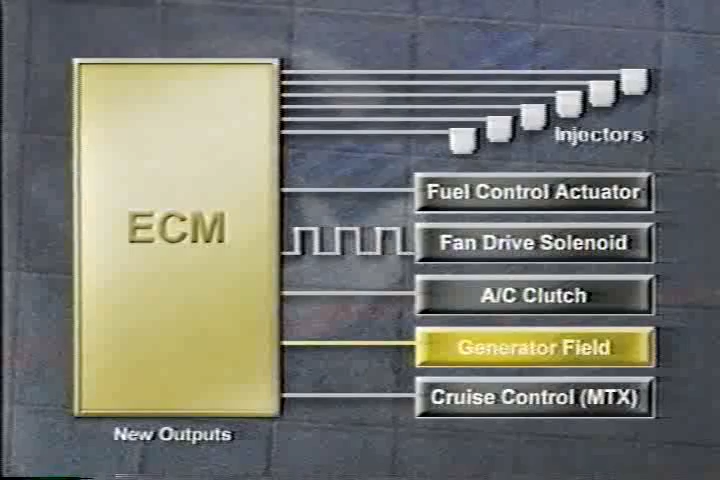 ECM
Injectors
Fuel Control Actuator
Fan Drive Solenoid
A/C Clutch
Generator Field
Cruise Control (MTX)
New Outputs